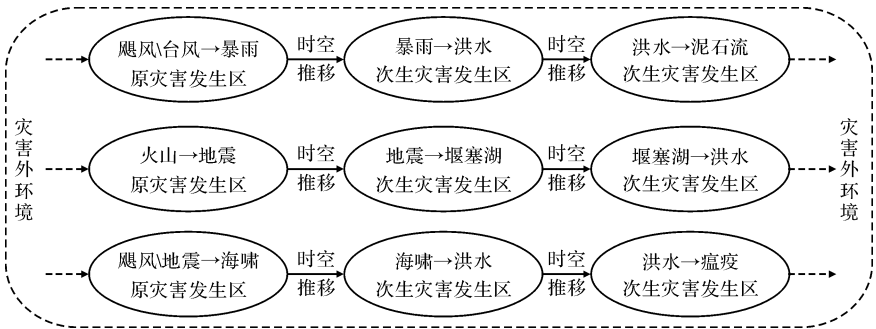 飓风\台风→暴雨
原灾害发生区
时空
推移
暴雨→洪水
次生灾害发生区
时空
推移
洪水→泥石流
次生灾害发生区
灾害外环境
火山→地震
原灾害发生区
时空
推移
地震→堰塞湖
次生灾害发生区
时空
推移
堰塞湖→洪水
次生灾害发生区
灾害外环境
飓风\地震→海啸
原灾害发生区
时空
推移
海啸→洪水
次生灾害发生区
时空
推移
洪水→瘟疫
次生灾害发生区